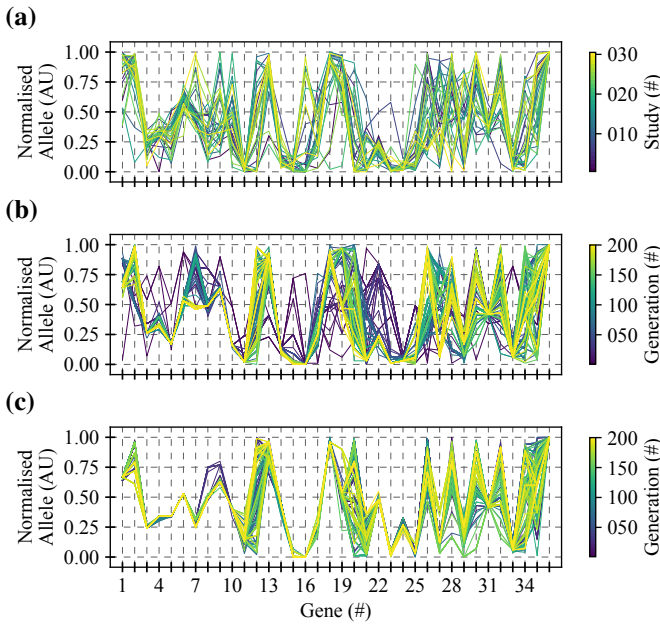 (a)
Normalised
Allele (AU)
1.00
0.75
0.50
0.25
0.00
030
020
010
Study (#)
(b)
Normalised
Allele (AU)
1.00
0.75
0.50
0.25
0.00
200
150
100
050
Generation (#)
(c)
Normalised
Allele (AU)
1.00
0.75
0.50
0.25
0.00
200
150
100
050
Generation (#)
1 4 7 10 13 16 19 22 25 28 31 34
Gene (#)